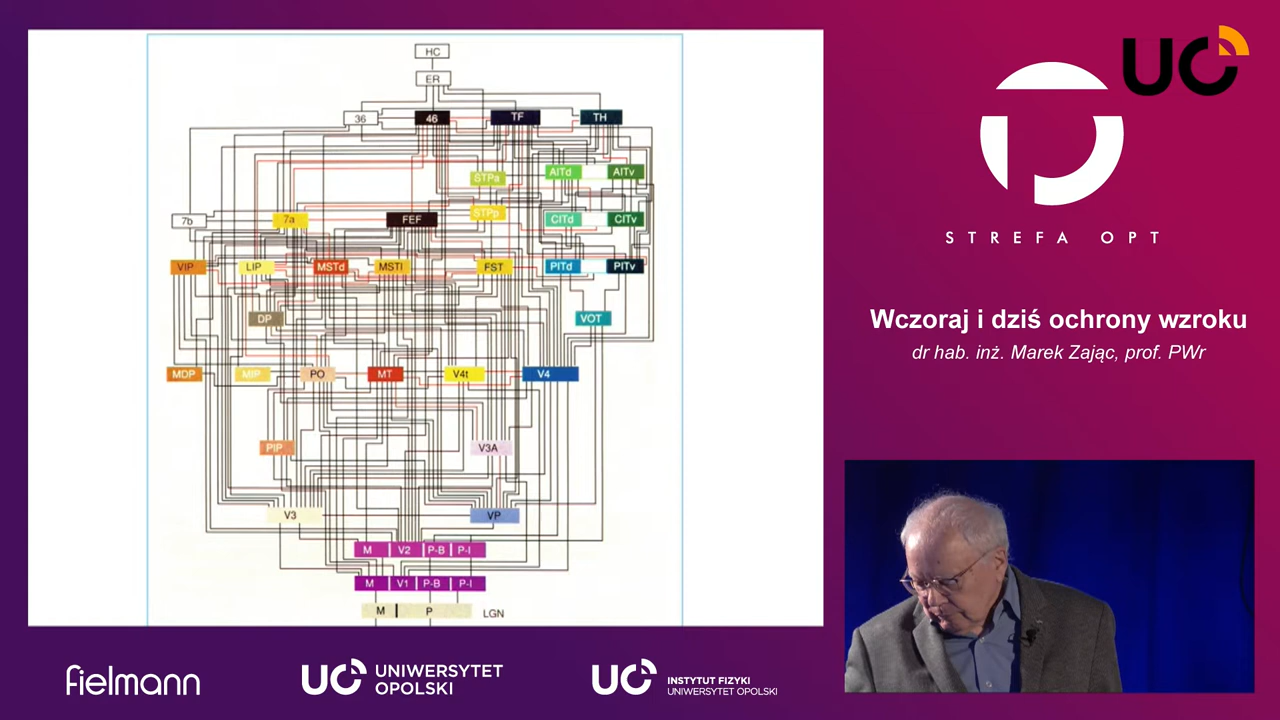 HC
ER
36
46
TF
TH
STPa
AITd
AITv
7b
7a
FEF
STPp
CITd
CITv
VIP
LIP
MSTd
MSTl
FST
PITd
PITv
DP
VOT
MDP
MIP
PO
MT
V4t
V4
PIP
V3A
V3
VP
M V2 P-B P-I
M V1 P-B P-I
M P LGN
UO
STREFA OPT
Wczoraj i dziś ochrony wzroku
dr hab. inż. Marek Zając, prof. PWr
fielmann
UO UNIWERSYTET
OPOLSKI
UO INSTYTUT FIZYKI
UNIWERSYTET OPOLSKI